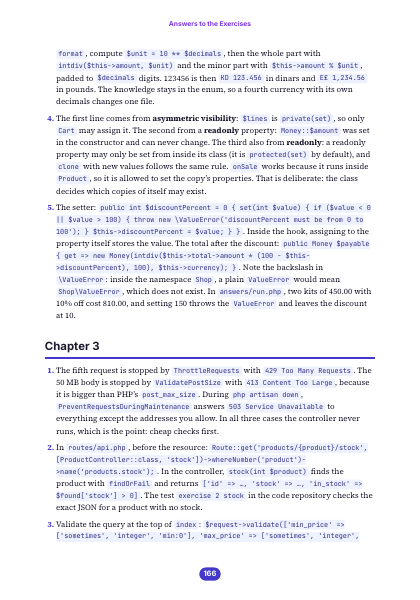 Answers to the Exercises
format, compute $unit = 10 ** $decimals, then the whole part with
intdiv($this->amount, $unit) and the minor part with $this->amount % $unit,
padded to $decimals digits. 123456 is then KD 123.456 in dinars and E£ 1,234.56
in pounds. The knowledge stays in the enum, so a fourth currency with its own
decimals changes one file.
4. The first line comes from asymmetric visibility: $lines is private(set), so only
Cart may assign it. The second from a readonly property: Money::$amount was set
in the constructor and can never change. The third also from readonly: a readonly
property may only be set from inside its class (it is protected(set) by default), and
clone with new values follows the same rule. onSale works because it runs inside
Product, so it is allowed to set the copy's properties. That is deliberate: the class
decides which copies of itself may exist.
5. The setter: public int $discountPercent = 0 { set(int $value) { if ($value < 0
|| $value > 100) { throw new \ValueError('discountPercent must be from 0 to
100'); } $this->discountPercent = $value; } }. Inside the hook, assigning to the
property itself stores the value. The total after the discount: public Money $payable
{ get => new Money(intdiv($this->total->amount * (100 - $this-
>discountPercent), 100), $this->currency); }. Note the backslash in
\ValueError: inside the namespace Shop, a plain ValueError would mean
Shop\ValueError, which does not exist. In answers/run.php, two kits of 450.00 with
10% off cost 810.00, and setting 150 throws the ValueError and leaves the discount
at 10.
Chapter 3
1. The fifth request is stopped by ThrottleRequests with 429 Too Many Requests. The
50 MB body is stopped by ValidatePostSize with 413 Content Too Large, because
it is bigger than PHP's post_max_size. During php artisan down,
PreventRequestsDuringMaintenance answers 503 Service Unavailable to
everything except the addresses you allow. In all three cases the controller never
runs, which is the point: cheap checks first.
2. In routes/api.php, before the resource: Route::get('products/{product}/stock',
[ProductController::class, 'stock'])->whereNumber('product')-
>name('products.stock');. In the controller, stock(int $product) finds the
product with findOrFail and returns ['id' => …, 'stock' => …, 'in_stock' =>
$found['stock'] > 0]. The test exercise 2 stock in the code repository checks the
exact JSON for a product with no stock.
3. Validate the query at the top of index: $request->validate(['min_price' =>
['sometimes', 'integer', 'min:0'], 'max_price' => ['sometimes', 'integer',
166